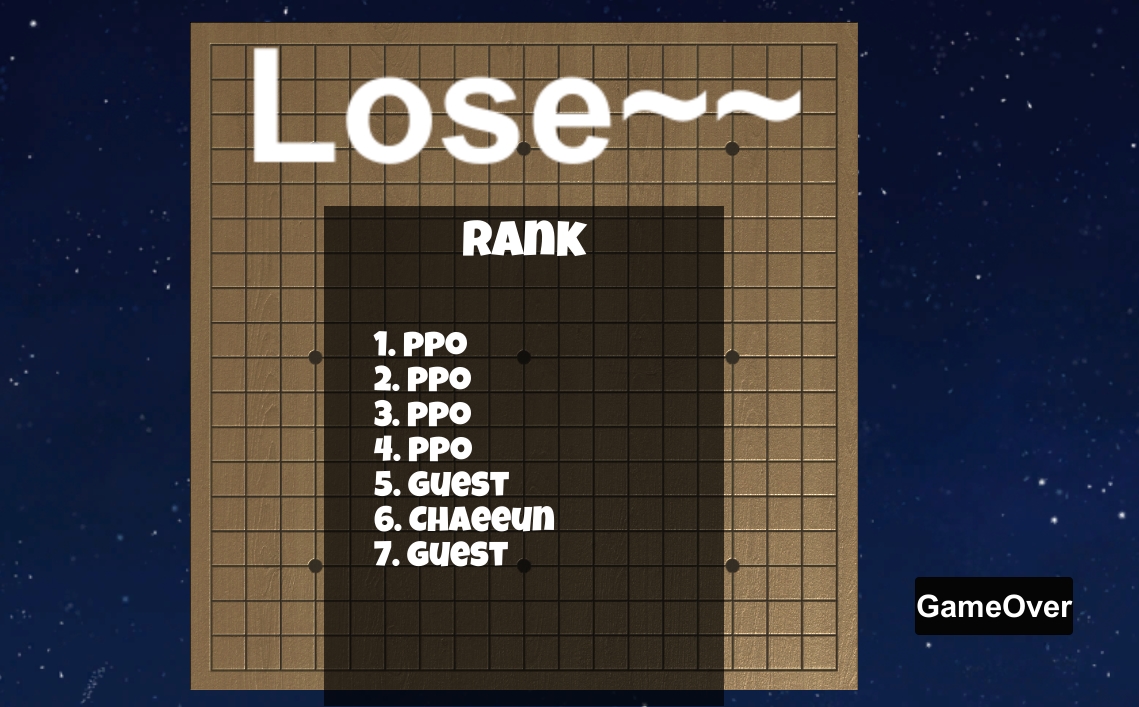 Lose~~
RANK
1. PPO
2. PPO
3. PPO
4. PPO
5. Guest
6. Chaeeun
7. Guest
GameOver